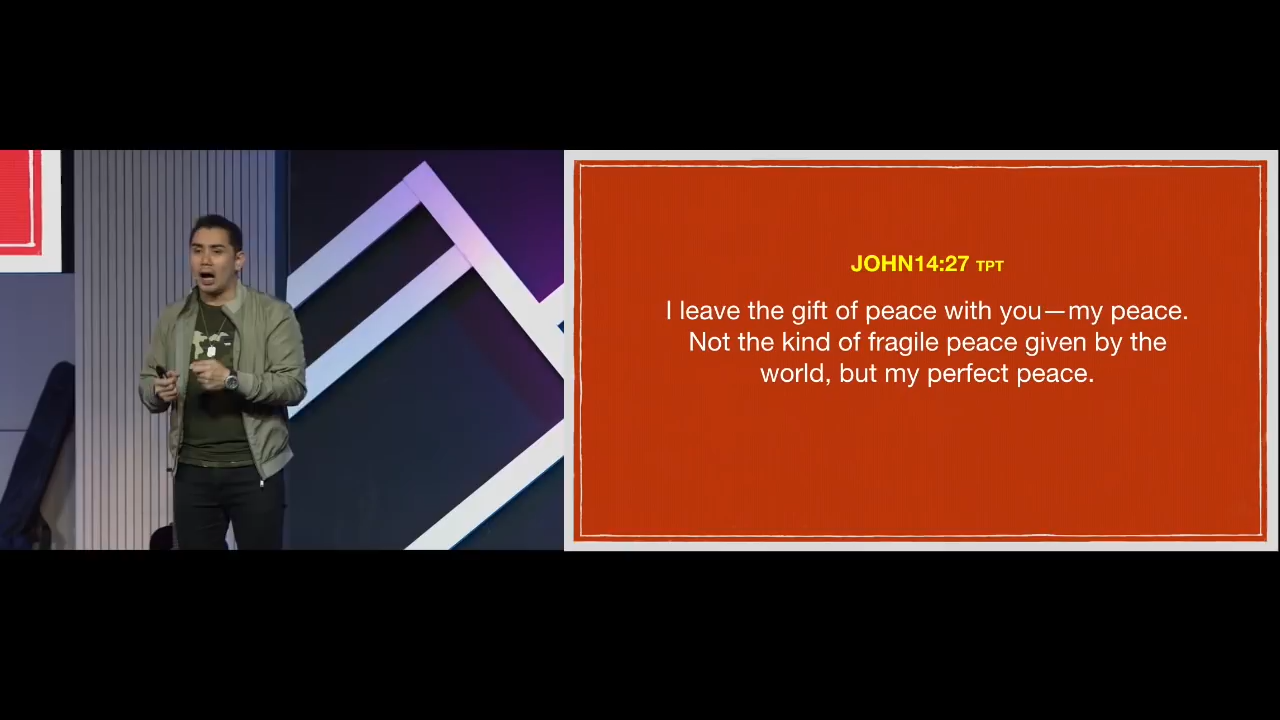 JOHN14:27 TPT
I leave the gift of peace with you—my peace.
Not the kind of fragile peace given by the
world, but my perfect peace.